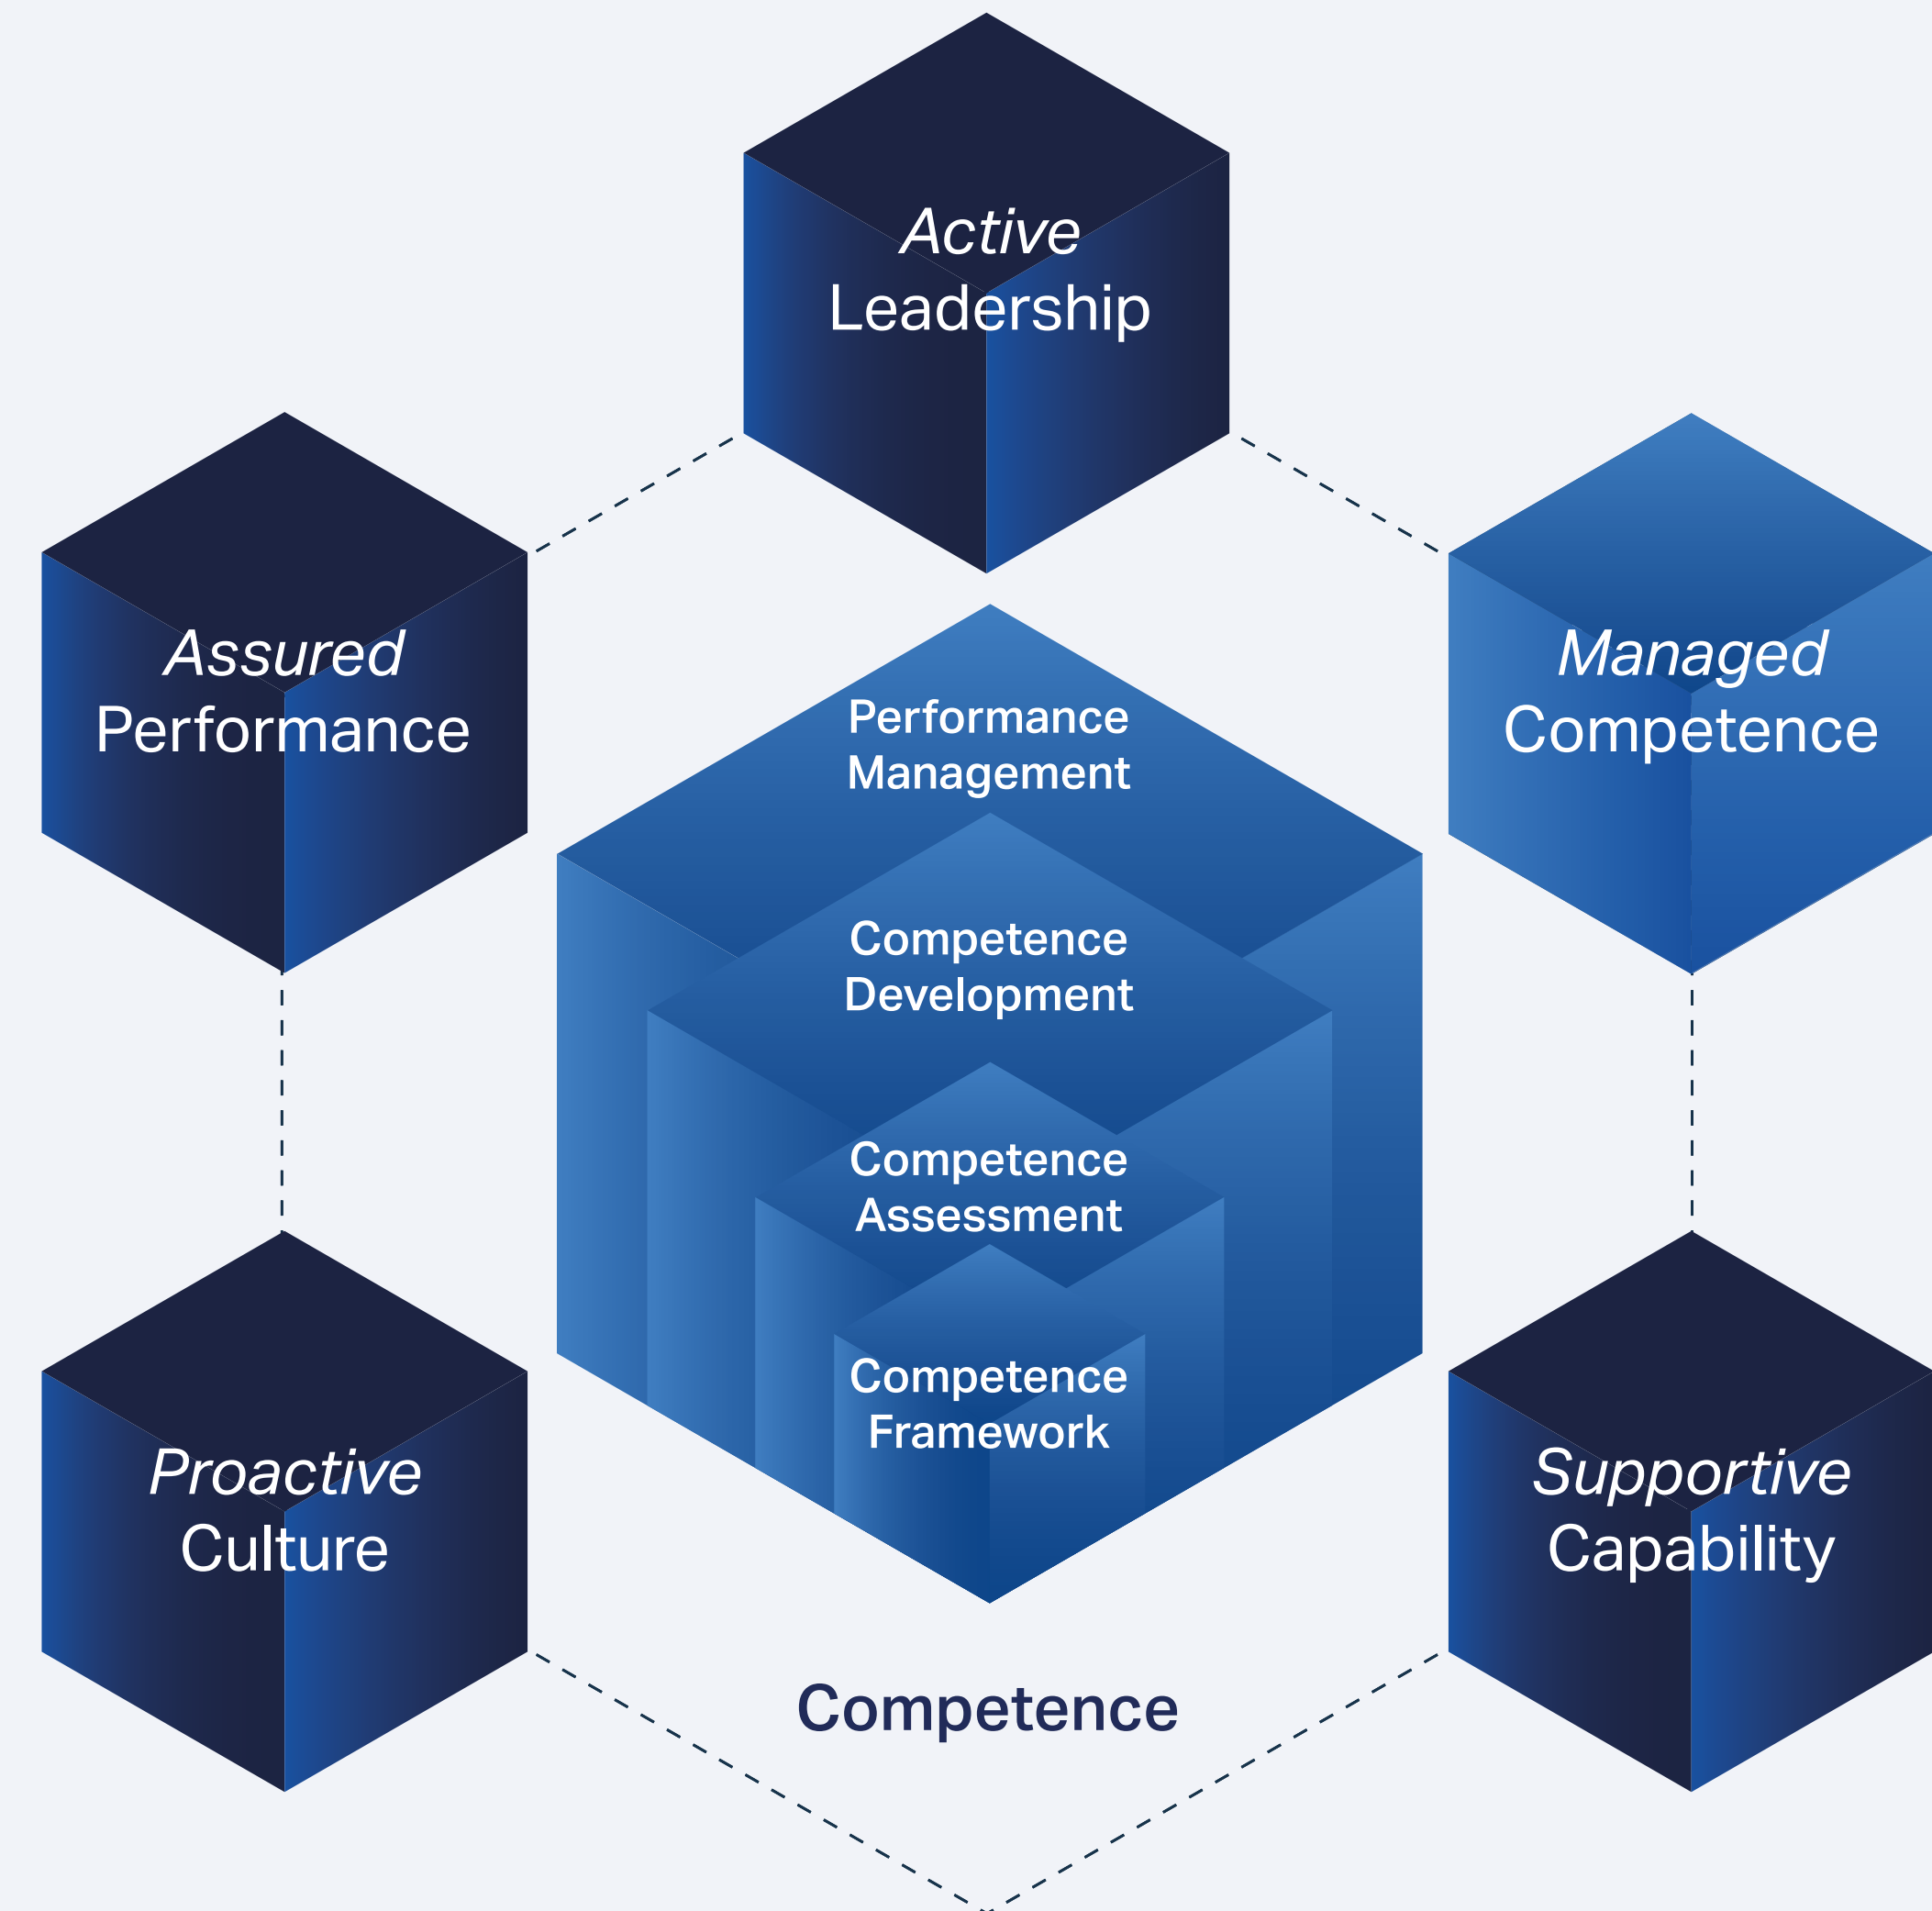 Active
Leadership
Assured
Performance
Managed
Competence
Performance
Management
Competence
Development
Competence
Assessment
Competence
Framework
Proactive
Culture
Supportive
Capability
Competence